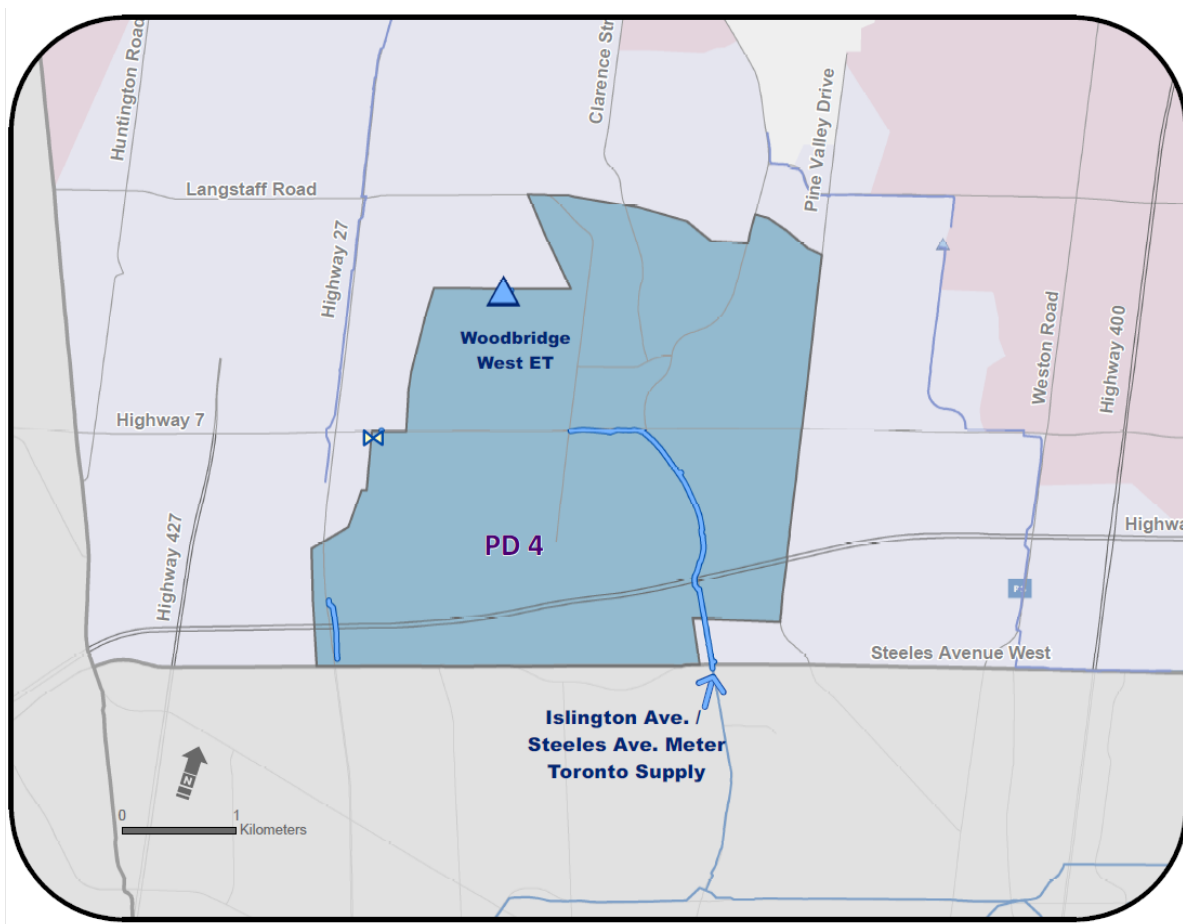 Huntington Road
Clarence Str
Pine Valley Drive
Langstaff Road
Highway 27
Woodbridge
West ET
Weston Road
Highway 400
Highway 7
PD 4
Highwa
Highway 427
Steeles Avenue West
Islington Ave. /
Steeles Ave. Meter
Toronto Supply
N
0 1
Kilometers